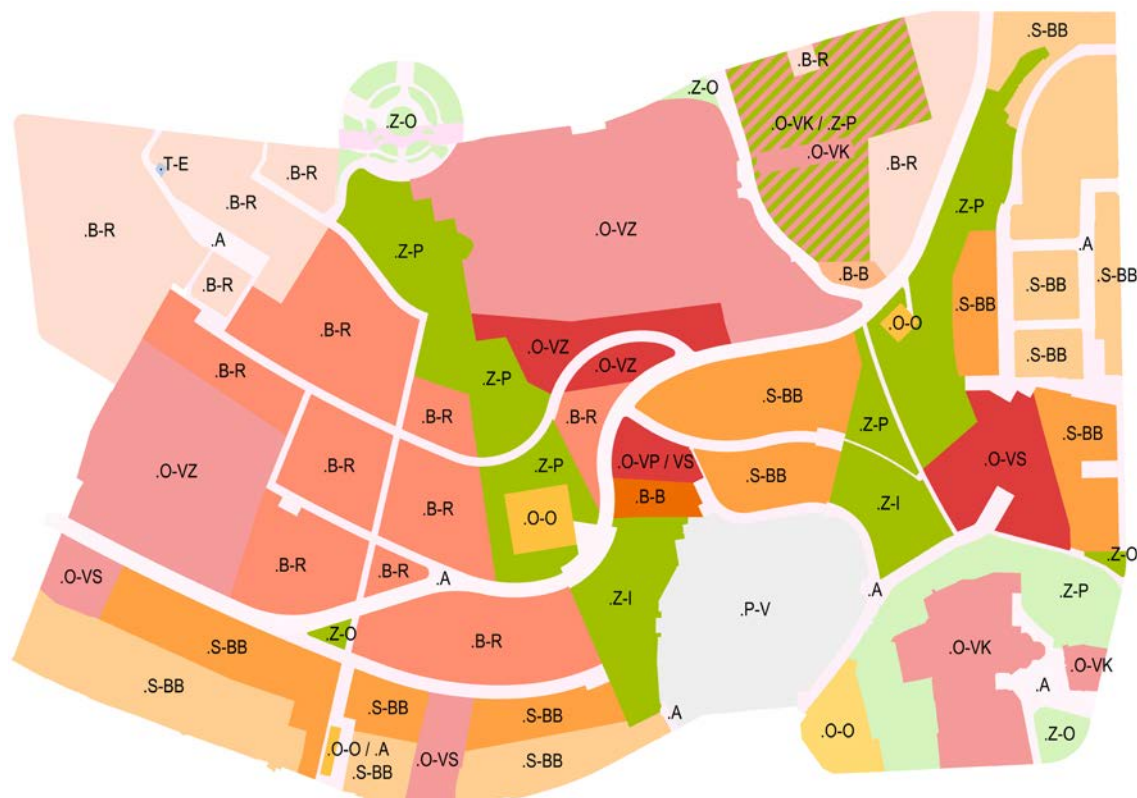 .S-BB
.B-R
.Z-O
.O-VK / .Z-P
.Z-O
.O-VK
T-E
.B-R
.B-R
.B-R
.Z-P
.B-R
.O-VZ
.A
.A
.Z-P
.B-B
.S-BB
.S-BB
.B-R
.S-BB
.O-O
.B-R
.O-VZ
.S-BB
.O-VZ
.B-R
.Z-P
.S-BB
.B-R
.B-R
.Z-P
.S-BB
.O-VZ
.B-R
.Z-P
.O-VP / VS
.S-BB
.O-VS
.B-R
.B-B
.Z-I
.O-O
.Z-O
.B-R
.B-R
.A
.O-VS
.Z-I
.P-V
.A
.Z-P
.Z-O
.B-R
.S-BB
.O-VK
.O-VK
.S-BB
.A
.S-BB
.S-BB
.A
.O-O / .A
.O-VS
.S-BB
.O-O
.Z-O
.S-BB